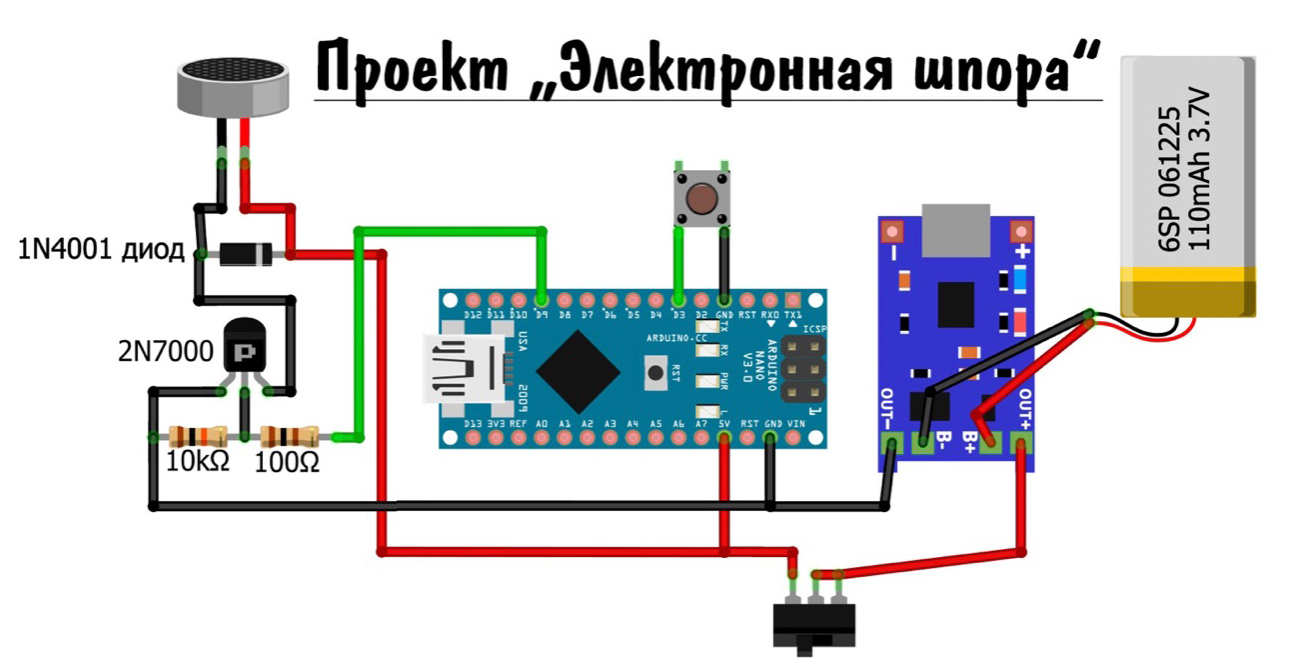 Проект „Электронная шпора“
6SP 061225
110mAh 3.7V
1N4001 диод
2N7000
P
10kΩ
100Ω
D12 D11 D10 D9 D8 D7 D6 D5 D4 D3 D2 GND RST RX0 TX1
USA
2009
ARDUINO.CC
RST
TX
RX
PWR
L
ARDUINO
NANO
V3.0
ICSP
1
D13 3V3 REF A0 A1 A2 A3 A4 A5 A6 A7 5V RST GND VIN
- +
OUT- B- B+ OUT+